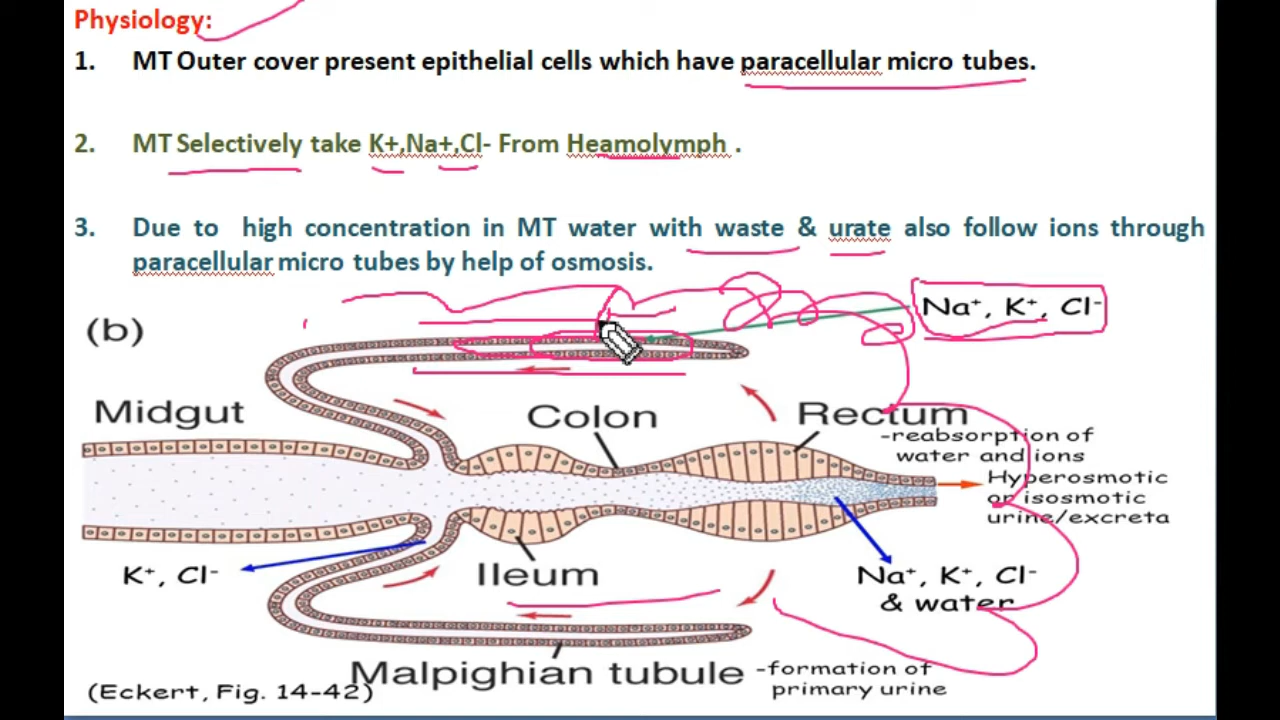 Physiology:
1. MT Outer cover present epithelial cells which have paracellular micro tubes.
2. MT Selectively take K+,Na+,Cl- From Heamolymph .
3. Due to high concentration in MT water with waste & urate also follow ions through
paracellular micro tubes by help of osmosis.
Na⁺, K⁺, Cl⁻
(b)
Midgut
Colon
Rectum
-reabsorption of
water and ions
Hyperosmotic
or isosmotic
urine/excreta
K⁺, Cl⁻
Ileum
Na⁺, K⁺, Cl⁻
& water
Malpighian tubule
-formation of
primary urine
(Eckert, Fig. 14-42)